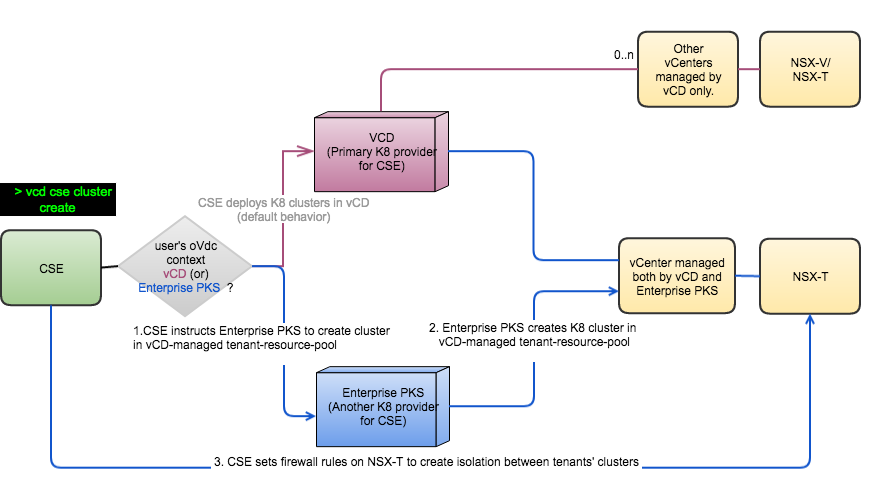 0..n
Other
vCenters
managed by
vCD only.
NSX-V/
NSX-T
VCD
(Primary K8 provider
for CSE)
> vcd cse cluster
create
CSE deploys K8 clusters in vCD
(default behavior)
CSE
user's oVdc
context
vCD (or)
Enterprise PKS ?
vCenter managed
both by vCD and
Enterprise PKS
NSX-T
1.CSE instructs Enterprise PKS to create cluster
in vCD-managed tenant-resource-pool
2. Enterprise PKS creates K8 cluster in
vCD-managed tenant-resource-pool
Enterprise PKS
(Another K8 provider
for CSE)
3. CSE sets firewall rules on NSX-T to create isolation between tenants' clusters